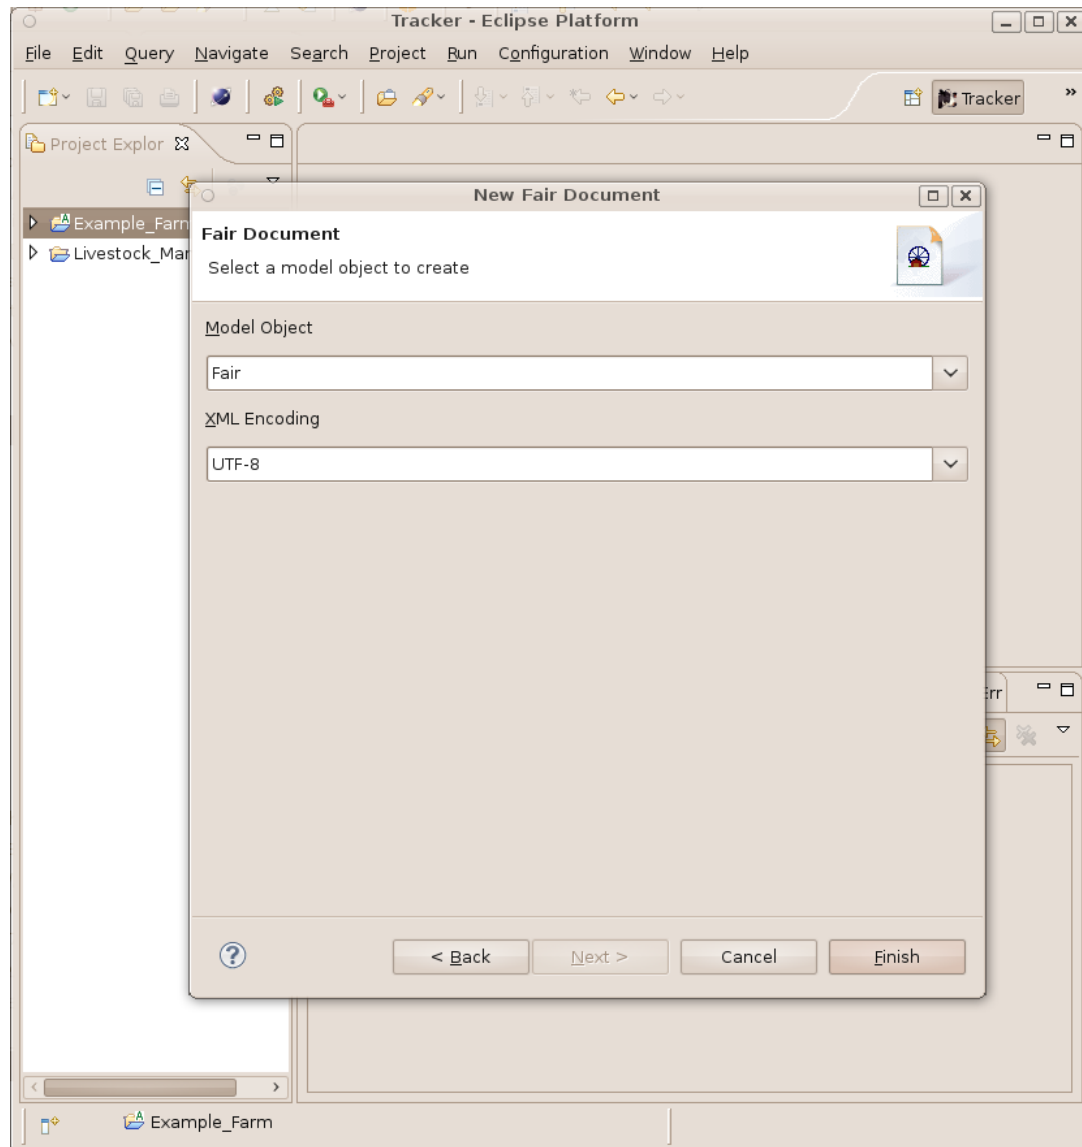 Tracker - Eclipse Platform
File Edit Query Navigate Search Project Run Configuration Window Help
Tracker »
Project Explor
New Fair Document
Example_Farm
Fair Document
Livestock_Mar
Select a model object to create
Model Object
Fair
XML Encoding
UTF-8
Err
? < Back Next > Cancel Finish
Example_Farm